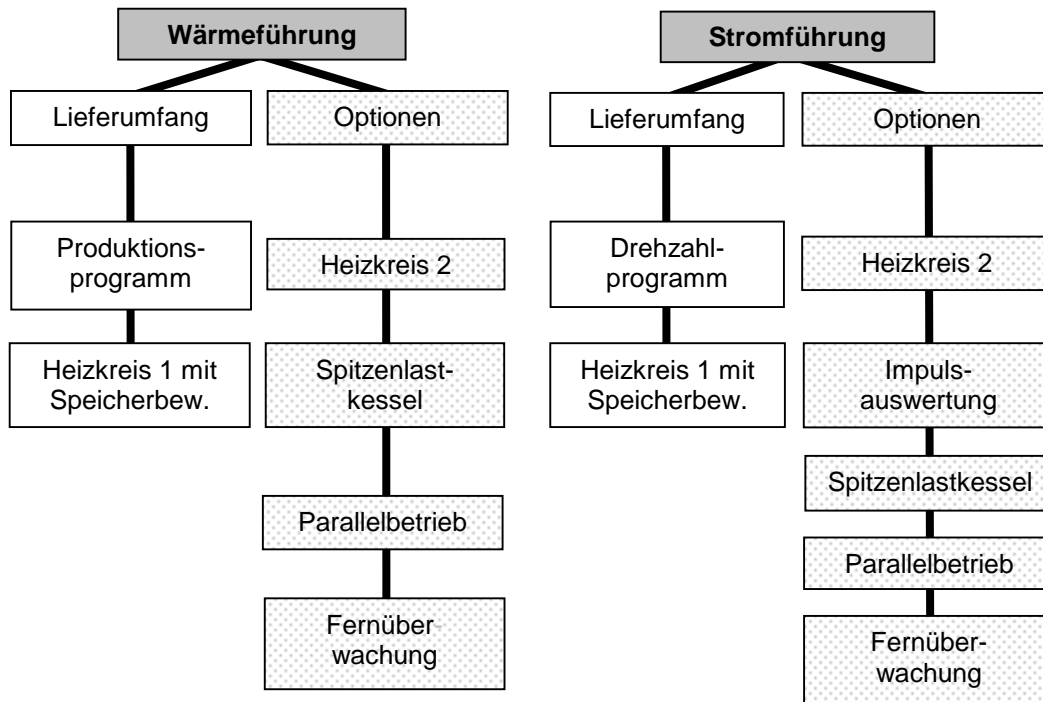 Wärmeführung
Lieferumfang
Optionen
Produktions-
programm
Heizkreis 2
Heizkreis 1 mit
Speicherbew.
Spitzenlast-
kessel
Parallelbetrieb
Fernüber-
wachung
Stromführung
Lieferumfang
Optionen
Drehzahl-
programm
Heizkreis 2
Heizkreis 1 mit
Speicherbew.
Impuls-
auswertung
Spitzenlastkessel
Parallelbetrieb
Fernüber-
wachung